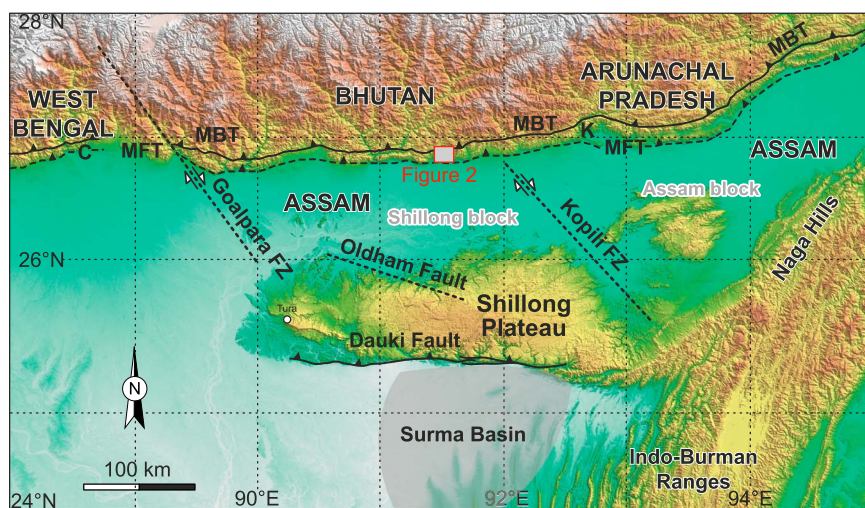 28°N
MBT
ARUNACHAL
PRADESH
WEST
BENGAL
BHUTAN
MBT
MBT
K
C
MFT
MFT
ASSAM
Figure 2
Goalpara FZ
ASSAM
Assam block
Shillong block
Kopili FZ
Naga Hills
26°N
Oldham Fault
Tura
Shillong
Plateau
Dauki Fault
N
Surma Basin
100 km
Indo-Burman
Ranges
24°N
90°E
92°E
94°E